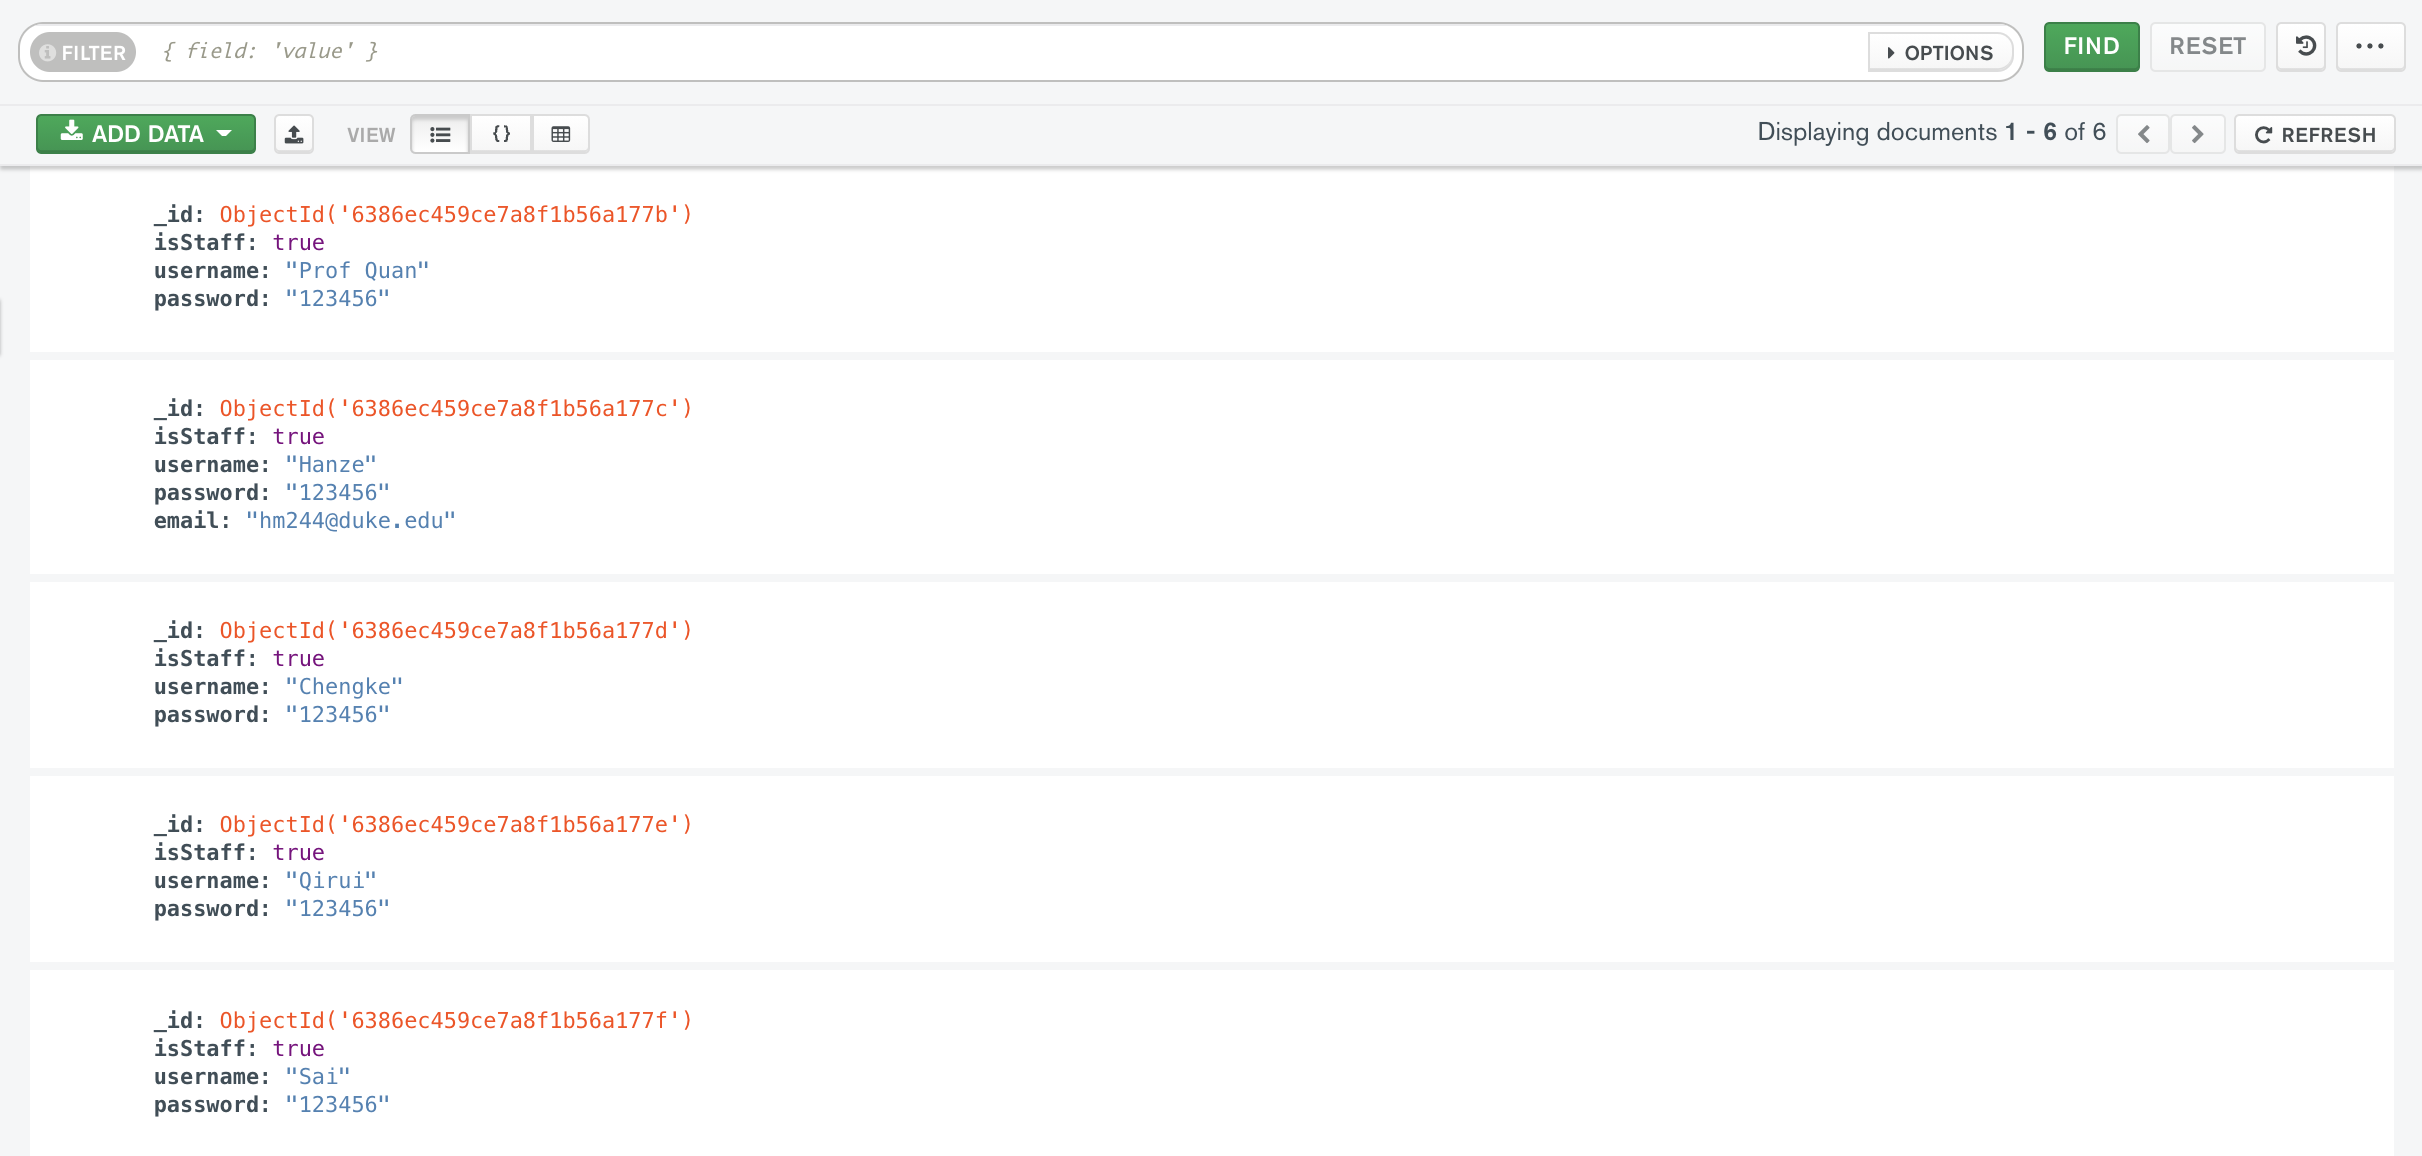 FILTER { field: 'value' } OPTIONS FIND RESET ...
ADD DATA VIEW {} Displaying documents 1 - 6 of 6 REFRESH
_id: ObjectId('6386ec459ce7a8f1b56a177b')
isStaff: true
username: "Prof Quan"
password: "123456"
_id: ObjectId('6386ec459ce7a8f1b56a177c')
isStaff: true
username: "Hanze"
password: "123456"
email: "hm244@duke.edu"
_id: ObjectId('6386ec459ce7a8f1b56a177d')
isStaff: true
username: "Chengke"
password: "123456"
_id: ObjectId('6386ec459ce7a8f1b56a177e')
isStaff: true
username: "Qirui"
password: "123456"
_id: ObjectId('6386ec459ce7a8f1b56a177f')
isStaff: true
username: "Sai"
password: "123456"